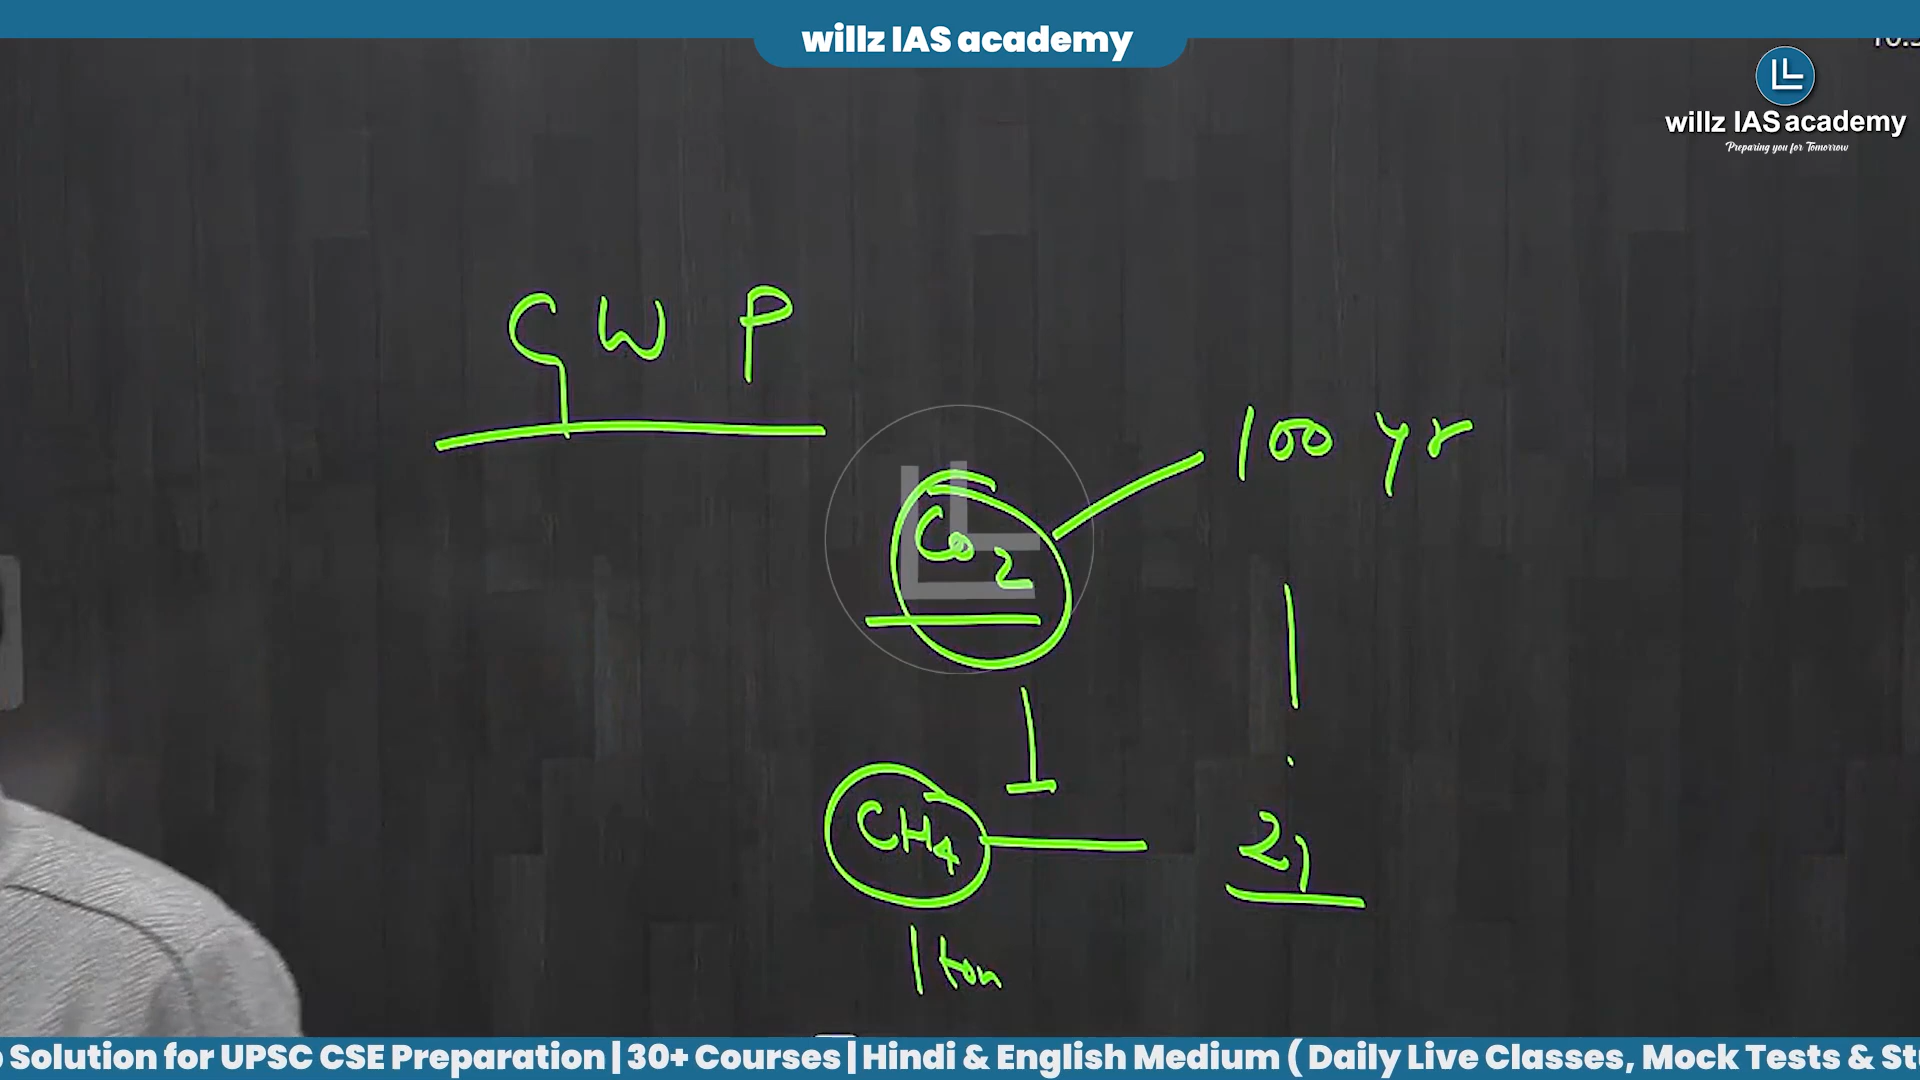 willz IAS academy
willz IAS academy
Preparing you for Tomorrow
GWP
100 yr
CO2
1
1
CH4
21
1 ton
Solution for UPSC CSE Preparation | 30+ Courses | Hindi & English Medium ( Daily Live Classes, Mock Tests & St